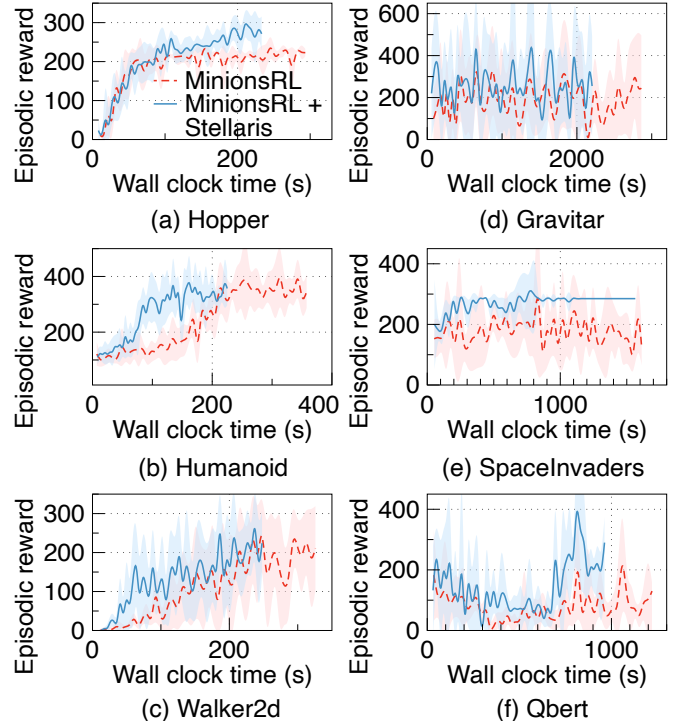 Episodic reward
300
200
100
0
MinionsRL
MinionsRL +
Stellaris
0
200
Wall clock time (s)
(a) Hopper
Episodic reward
600
400
200
0
0
2000
Wall clock time (s)
(d) Gravitar
Episodic reward
400
200
0
200
400
Wall clock time (s)
(b) Humanoid
Episodic reward
400
200
0
0
1000
Wall clock time (s)
(e) SpaceInvaders
Episodic reward
300
200
100
0
0
200
Wall clock time (s)
(c) Walker2d
Episodic reward
400
200
0
0
1000
Wall clock time (s)
(f) Qbert